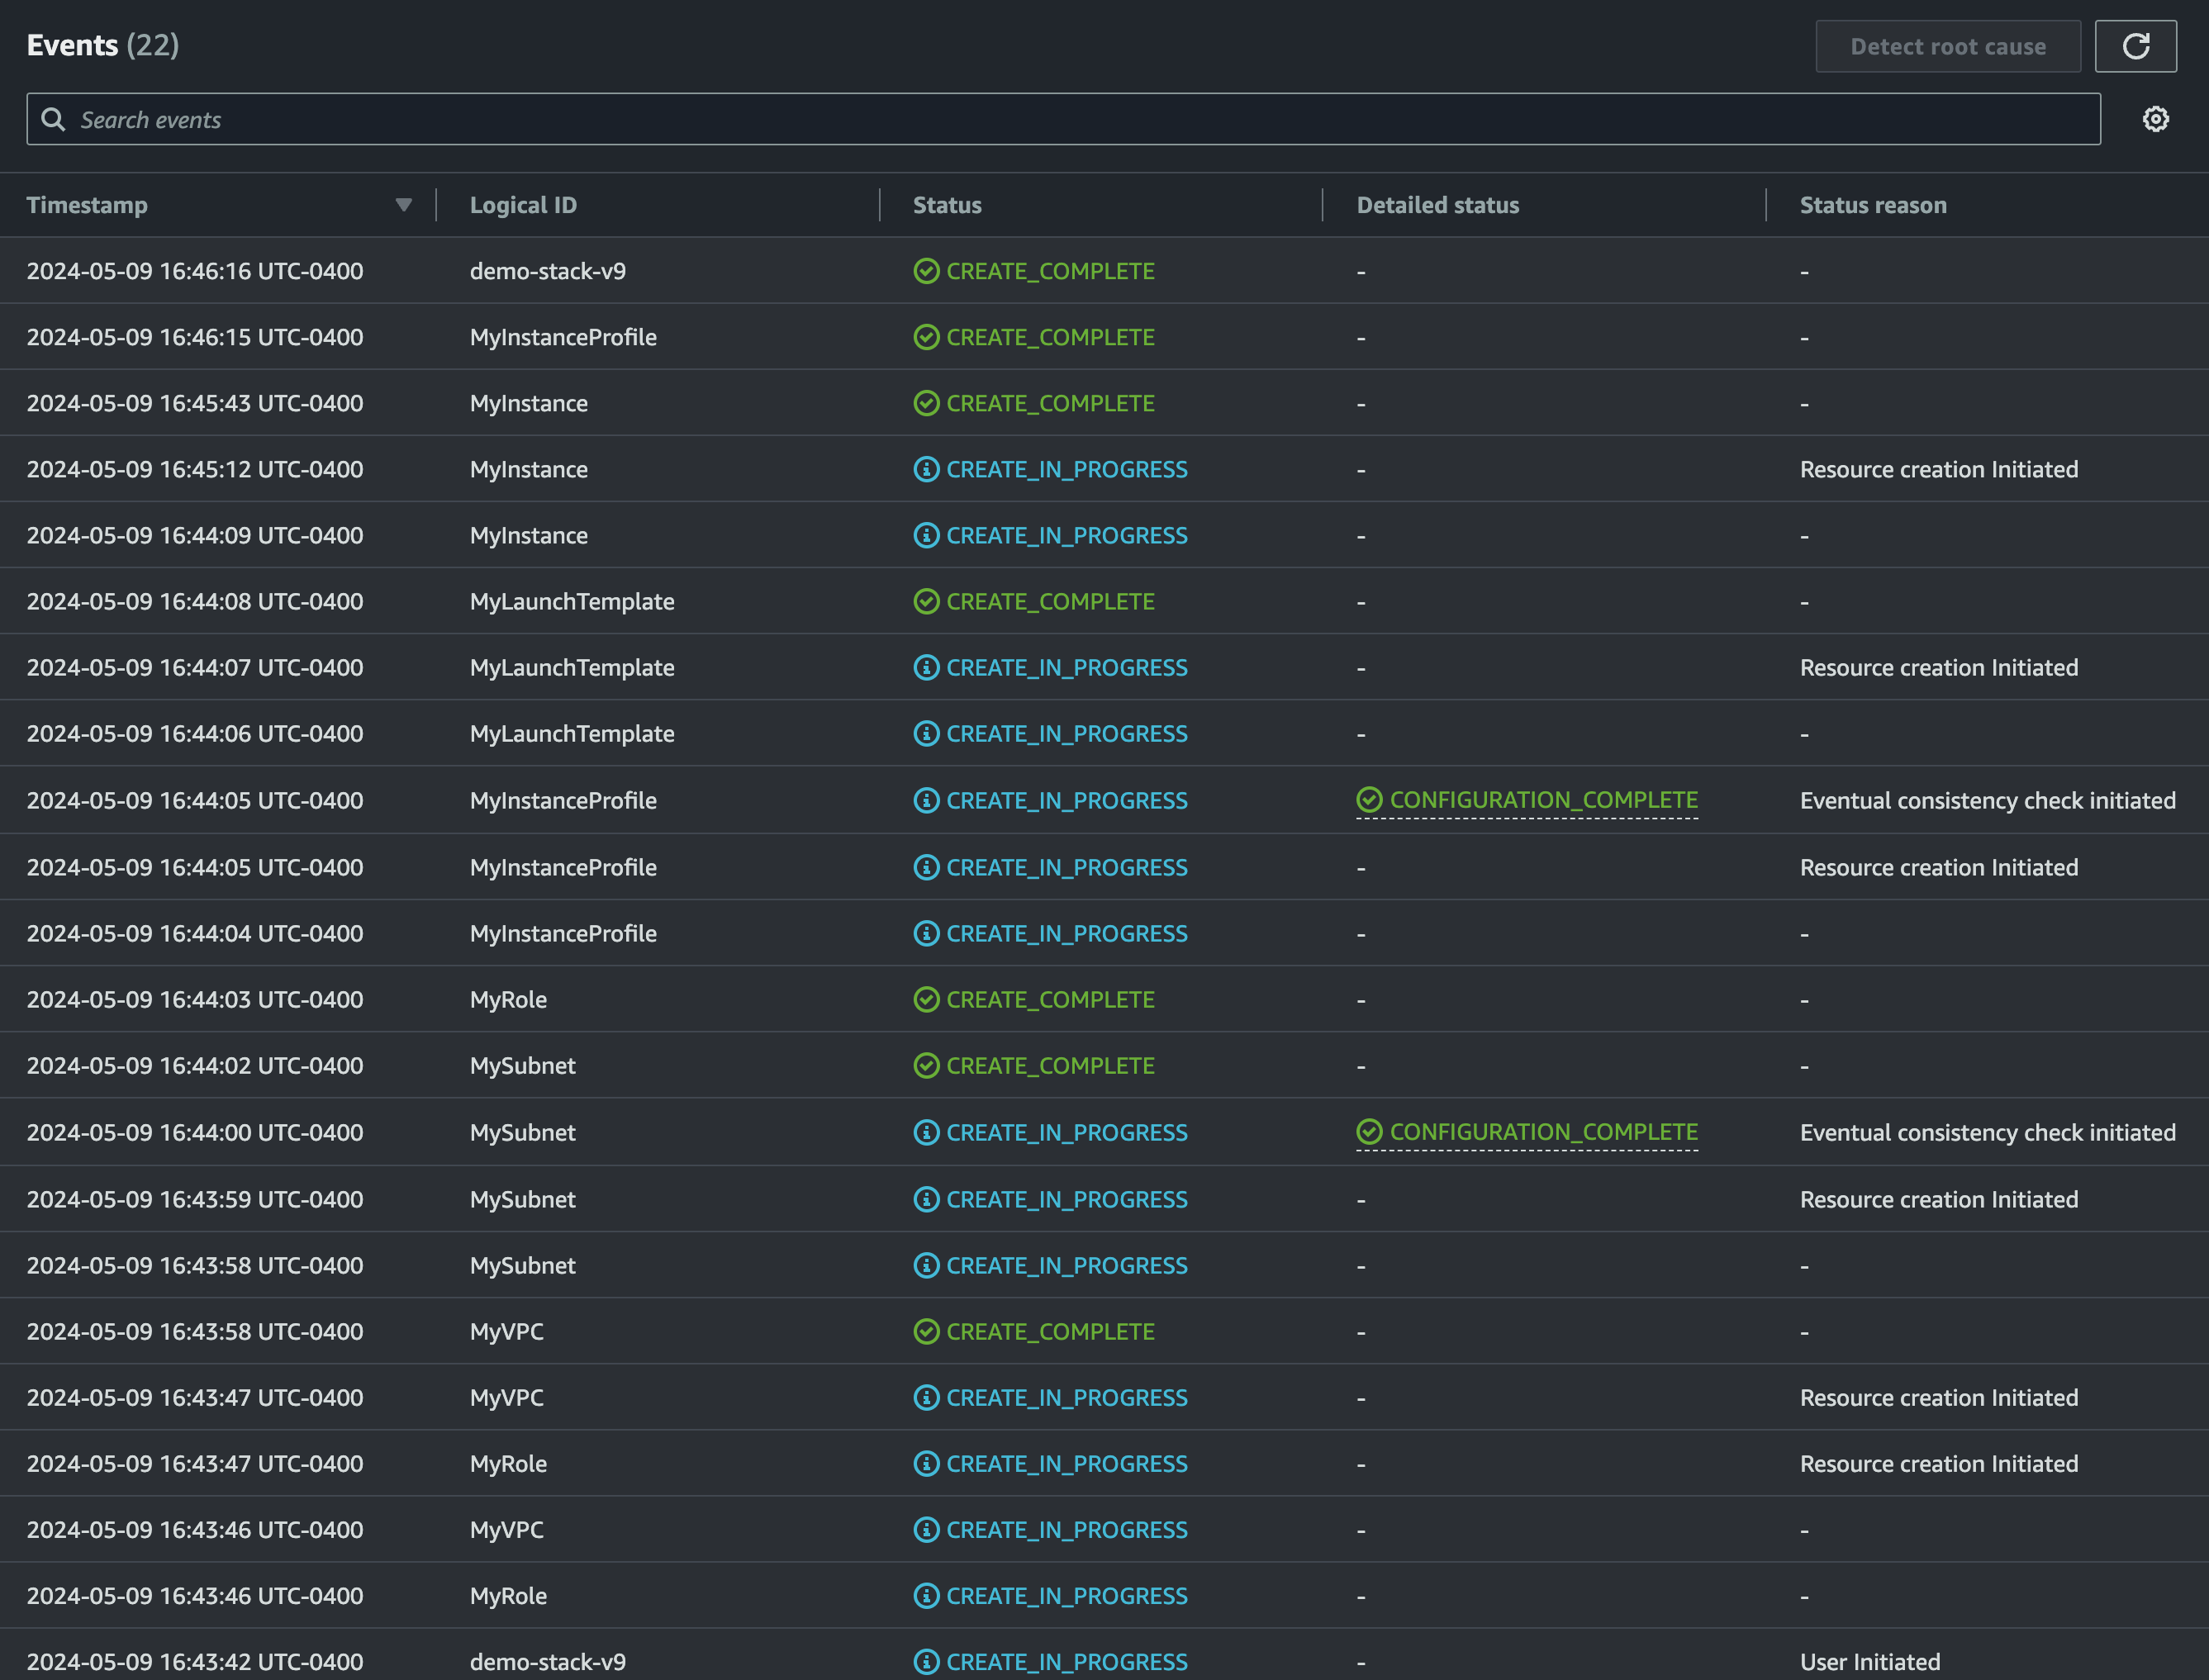 Events (22)
Detect root cause
Search events
Timestamp Logical ID Status Detailed status Status reason
2024-05-09 16:46:16 UTC-0400 demo-stack-v9 CREATE_COMPLETE - -
2024-05-09 16:46:15 UTC-0400 MyInstanceProfile CREATE_COMPLETE - -
2024-05-09 16:45:43 UTC-0400 MyInstance CREATE_COMPLETE - -
2024-05-09 16:45:12 UTC-0400 MyInstance CREATE_IN_PROGRESS - Resource creation Initiated
2024-05-09 16:44:09 UTC-0400 MyInstance CREATE_IN_PROGRESS - -
2024-05-09 16:44:08 UTC-0400 MyLaunchTemplate CREATE_COMPLETE - -
2024-05-09 16:44:07 UTC-0400 MyLaunchTemplate CREATE_IN_PROGRESS - Resource creation Initiated
2024-05-09 16:44:06 UTC-0400 MyLaunchTemplate CREATE_IN_PROGRESS - -
2024-05-09 16:44:05 UTC-0400 MyInstanceProfile CREATE_IN_PROGRESS CONFIGURATION_COMPLETE Eventual consistency check initiated
2024-05-09 16:44:05 UTC-0400 MyInstanceProfile CREATE_IN_PROGRESS - Resource creation Initiated
2024-05-09 16:44:04 UTC-0400 MyInstanceProfile CREATE_IN_PROGRESS - -
2024-05-09 16:44:03 UTC-0400 MyRole CREATE_COMPLETE - -
2024-05-09 16:44:02 UTC-0400 MySubnet CREATE_COMPLETE - -
2024-05-09 16:44:00 UTC-0400 MySubnet CREATE_IN_PROGRESS CONFIGURATION_COMPLETE Eventual consistency check initiated
2024-05-09 16:43:59 UTC-0400 MySubnet CREATE_IN_PROGRESS - Resource creation Initiated
2024-05-09 16:43:58 UTC-0400 MySubnet CREATE_IN_PROGRESS - -
2024-05-09 16:43:58 UTC-0400 MyVPC CREATE_COMPLETE - -
2024-05-09 16:43:47 UTC-0400 MyVPC CREATE_IN_PROGRESS - Resource creation Initiated
2024-05-09 16:43:47 UTC-0400 MyRole CREATE_IN_PROGRESS - Resource creation Initiated
2024-05-09 16:43:46 UTC-0400 MyVPC CREATE_IN_PROGRESS - -
2024-05-09 16:43:46 UTC-0400 MyRole CREATE_IN_PROGRESS - -
2024-05-09 16:43:42 UTC-0400 demo-stack-v9 CREATE_IN_PROGRESS - User Initiated